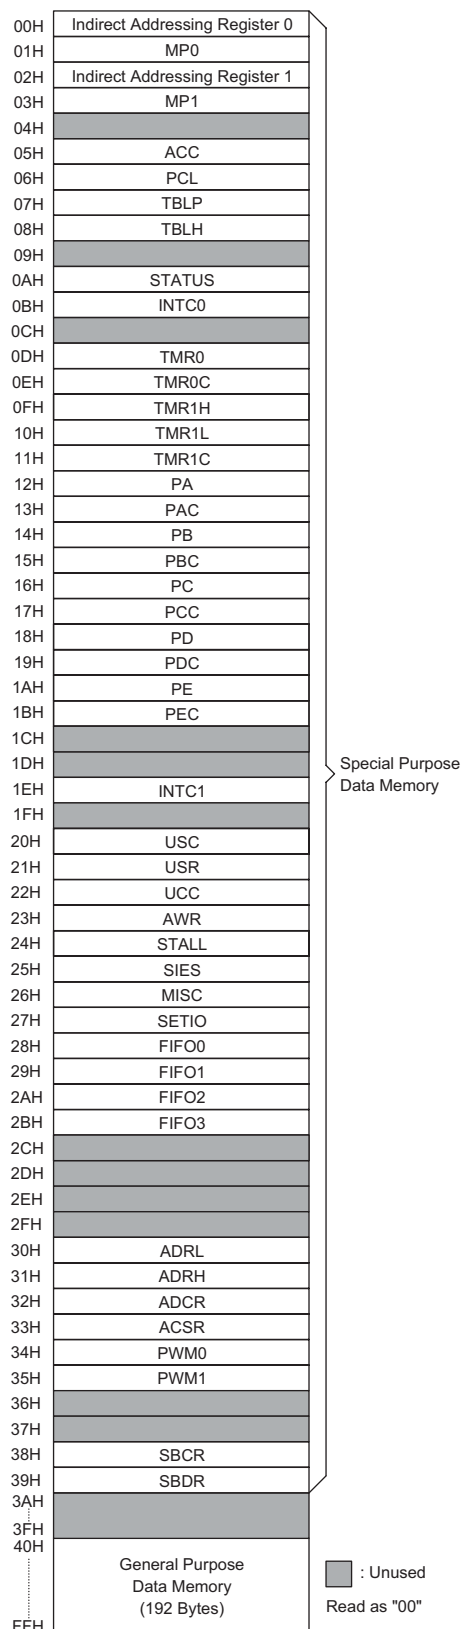 00H Indirect Addressing Register 0
01H MP0
02H Indirect Addressing Register 1
03H MP1
04H
05H ACC
06H PCL
07H TBLP
08H TBLH
09H
0AH STATUS
0BH INTC0
0CH
0DH TMR0
0EH TMR0C
0FH TMR1H
10H TMR1L
11H TMR1C
12H PA
13H PAC
14H PB
15H PBC
16H PC
17H PCC
18H PD
19H PDC
1AH PE
1BH PEC
1CH
1DH
Special Purpose
Data Memory
1EH INTC1
1FH
20H USC
21H USR
22H UCC
23H AWR
24H STALL
25H SIES
26H MISC
27H SETIO
28H FIFO0
29H FIFO1
2AH FIFO2
2BH FIFO3
2CH
2DH
2EH
2FH
30H ADRL
31H ADRH
32H ADCR
33H ACSR
34H PWM0
35H PWM1
36H
37H
38H SBCR
39H SBDR
3AH
3FH
40H
General Purpose
Data Memory
(192 Bytes)
FFH
: Unused
Read as "00"